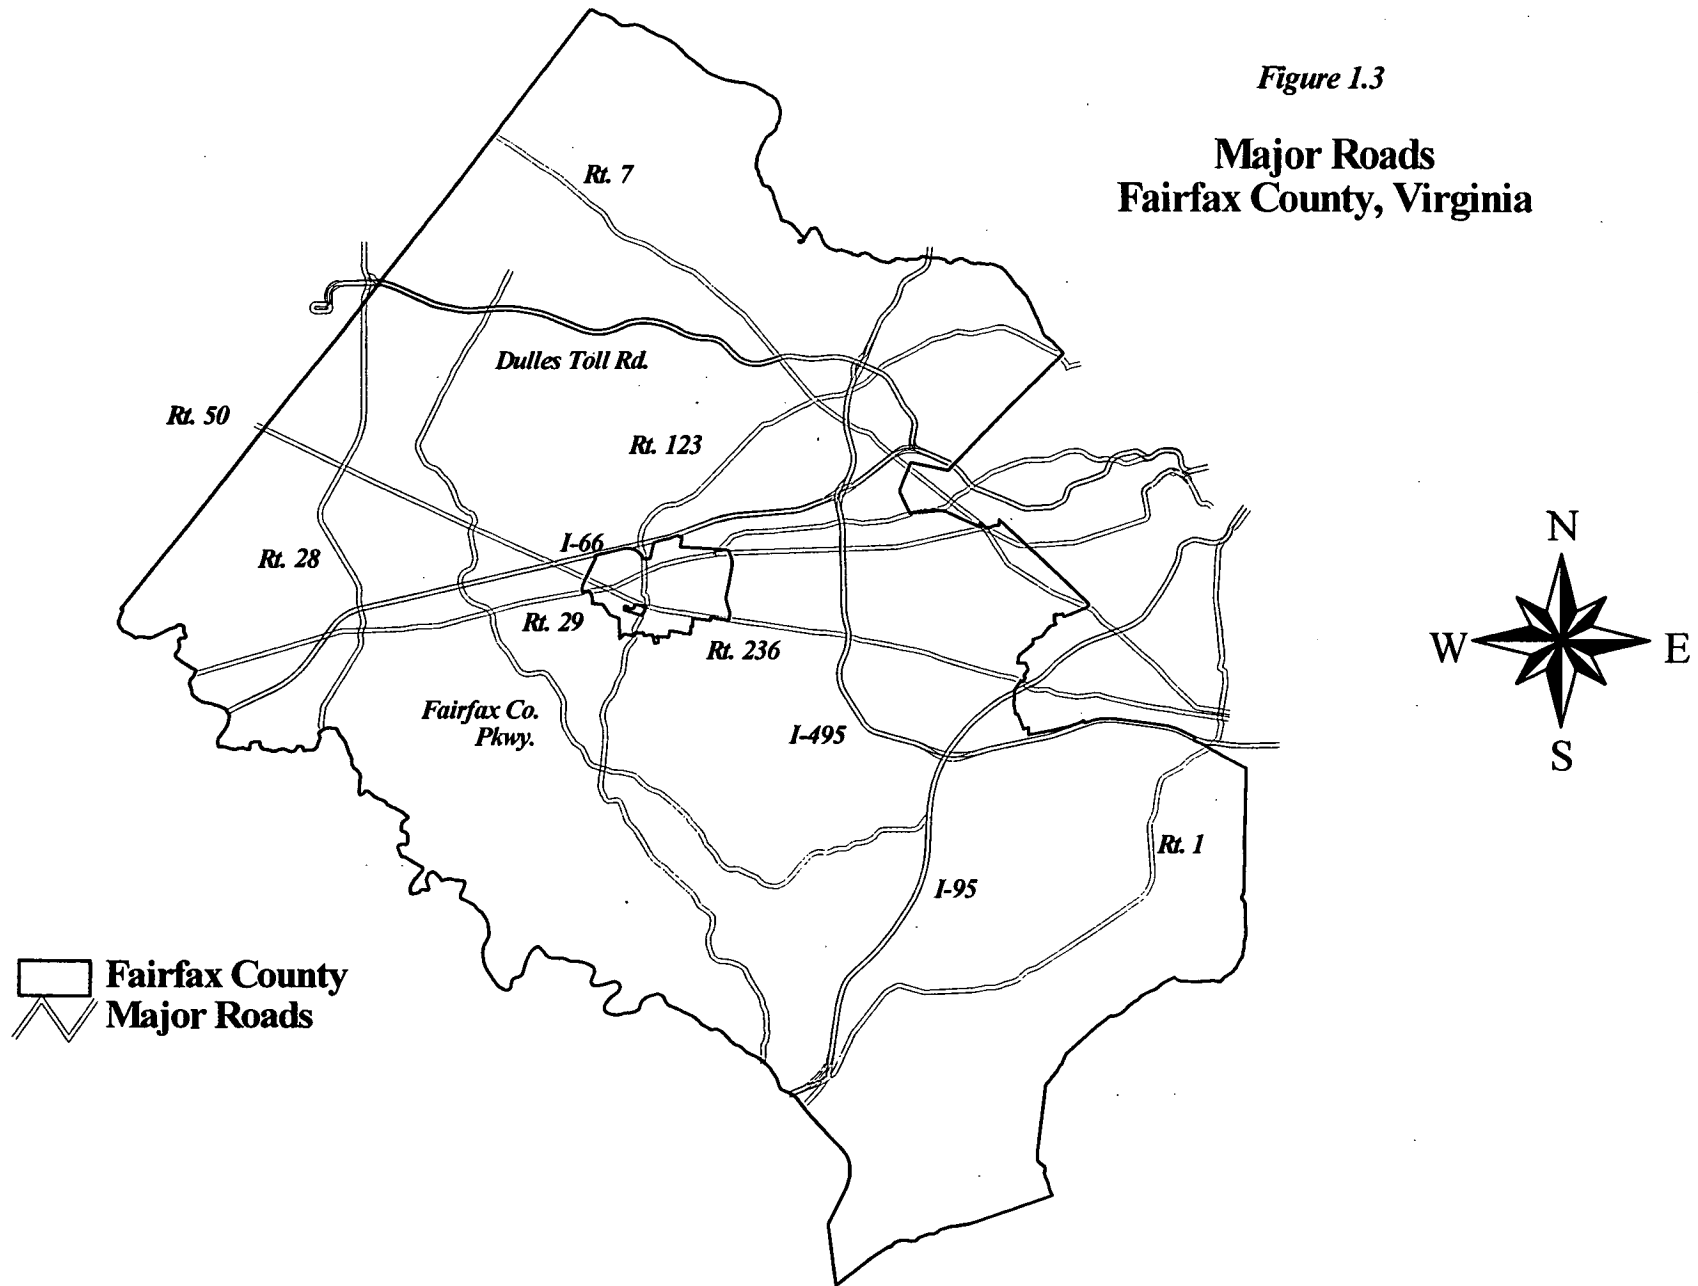 Figure 1.3
Major Roads
Fairfax County, Virginia
Rt. 7
Dulles Toll Rd.
Rt. 50
Rt. 123
I-66
Rt. 28
Rt. 29
Rt. 236
Fairfax Co.
Pkwy.
I-495
Rt. 1
I-95
N
W
E
S
Fairfax County
Major Roads